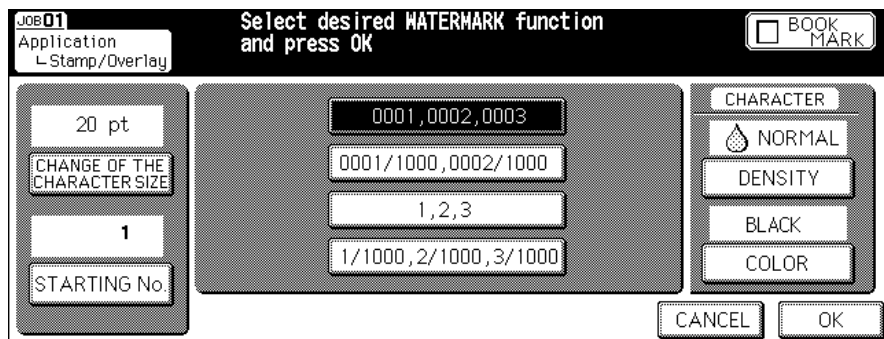 JOB01
Application
Stamp/Overlay
Select desired WATERMARK function
and press OK
BOOK
MARK
20 pt
CHANGE OF THE
CHARACTER SIZE
1
STARTING No.
0001,0002,0003
0001/1000,0002/1000
1,2,3
1/1000,2/1000,3/1000
CHARACTER
NORMAL
DENSITY
BLACK
COLOR
CANCEL
OK